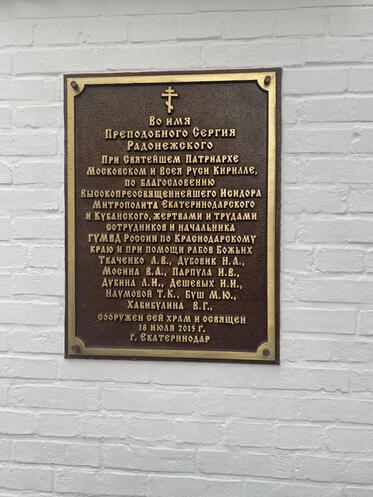 Во имя
Преподобного Сергия
Радонежского
При Святейшем Патриархе
Московском и Всея Руси Кирилле,
по благословению
Высокопреосвященнейшего Исидора
Митрополита Екатеринодарского
и Кубанского, жертвами и трудами
сотрудников и начальника
ГУМВД России по Краснодарскому
краю и при помощи рабов Божьих
Ткаченко А.В., Дубовик Н.А.,
Мосина В.А., Парпула И.В.,
Дубина Л.И., Дешевых И.И.,
Наумовой Т.К., Буш М.Ю.,
Хабибулина В.Г.,
сооружен сей храм и освящен
18 июля 2015 г.
г. Екатеринодар